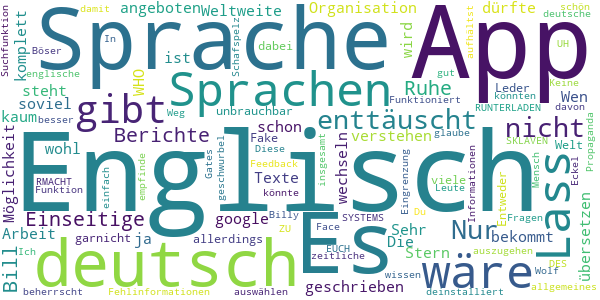 damit angeboten Organisation dürfte schön
Suchfunktion komplett Weltweite Schafspelz Sprache App deutsche
In dabei wird aufhältst
Böser ist UH
englische WHO Sprachen Ruhe gut Keine
steht soviel unbrauchbar Leder Funktioniert könnten Wen RUNTERLADEN davon
besser kaum gibt Weg enttäuscht nicht
Möglichkeit Berichte schon verstehen glaube Welt Propaganda
wohl Fake Diese wechseln SKLAVEN
RMACHT einfach empfinde Gates geschwurbel Feedback insgesamt Eingrenzung viele Mensch Eckel
Funktion Texte Leute Informationen Entweder Lass übersetzen
Englisch könnte
Einseitige google Billy SYSTEMS Du Fragen
Arbeit garnicht ja ZU Face EUCH Es Sehr Nur bekommt
Bill Ich allerdings Die
deutsch Stern wäre auszugehen DES
zeitliche wissen Wolf
beherrscht Fehlinformationen auswählen geschrieben deinstalliert allgemeines